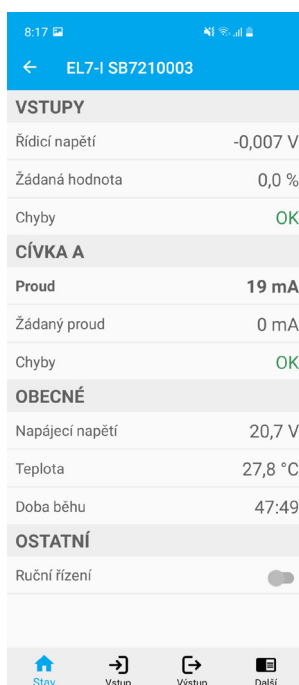 8:17
EL7-I SB7210003
VSTUPY
Řídicí napětí -0,007 V
Žádaná hodnota 0,0 %
Chyby OK
CÍVKA A
Proud 19 mA
Žádaný proud 0 mA
Chyby OK
OBECNÉ
Napájecí napětí 20,7 V
Teplota 27,8 °C
Doba běhu 47:49
OSTATNÍ
Ruční řízení
Stav Vstup Výstup Další